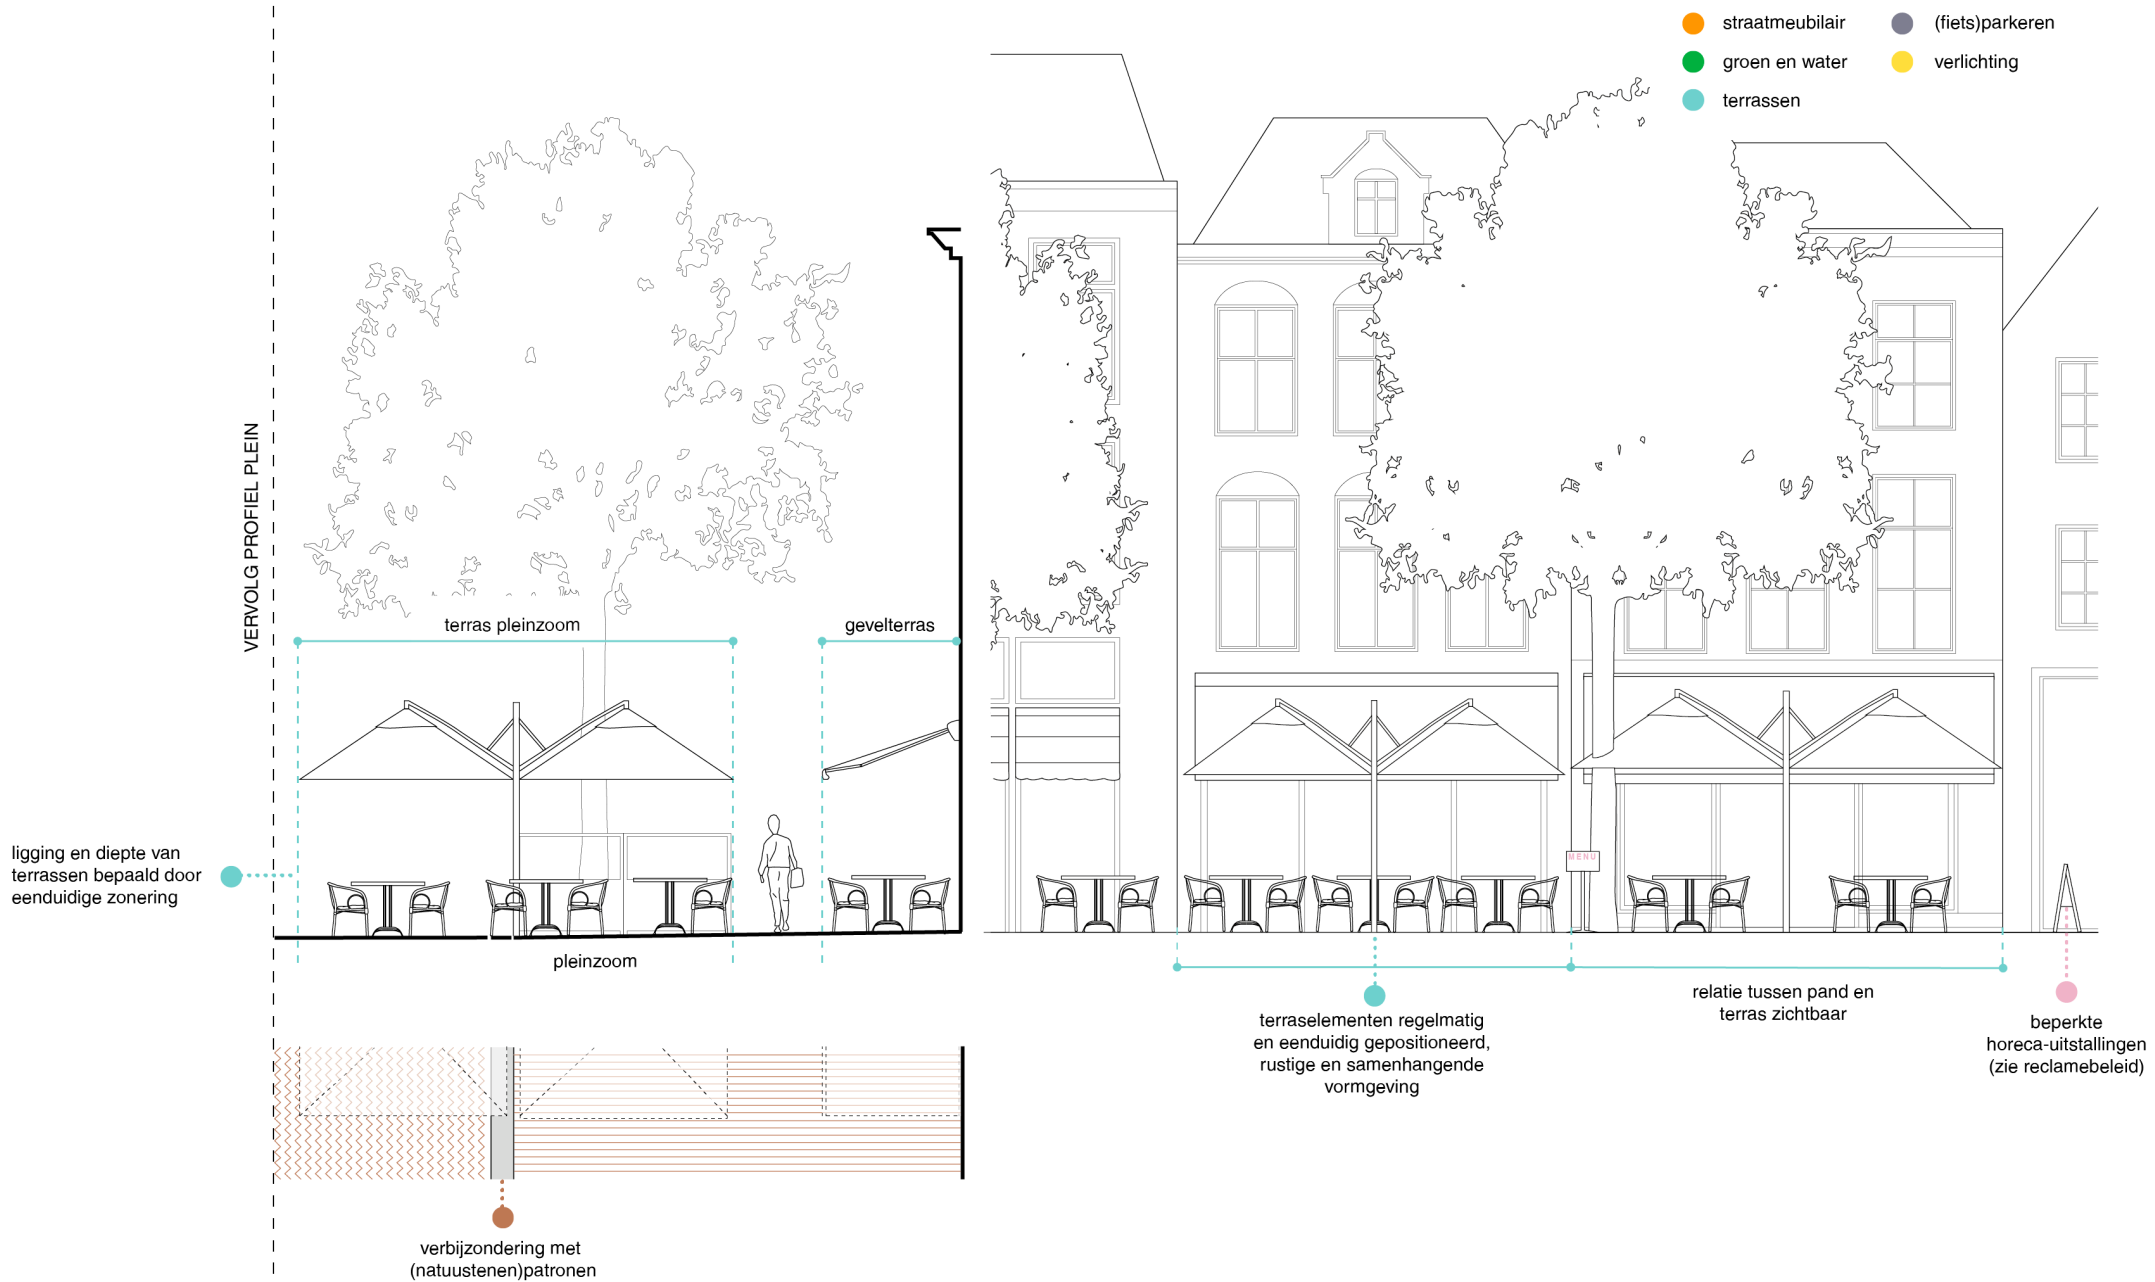 straatmeubilair
(fiets)parkeren
groen en water
verlichting
terrassen
VERVOLG PROFIEL PLEIN
terras pleinzoom
gevelterras
ligging en diepte van
terrassen bepaald door
eenduidige zonering
pleinzoom
MENU
terraselementen regelmatig
en eenduidig gepositioneerd,
rustige en samenhangende
vormgeving
relatie tussen pand en
terras zichtbaar
beperkte
horeca-uitstallingen
(zie reclamebeleid)
verbijzondering met
(natuustenen)patronen